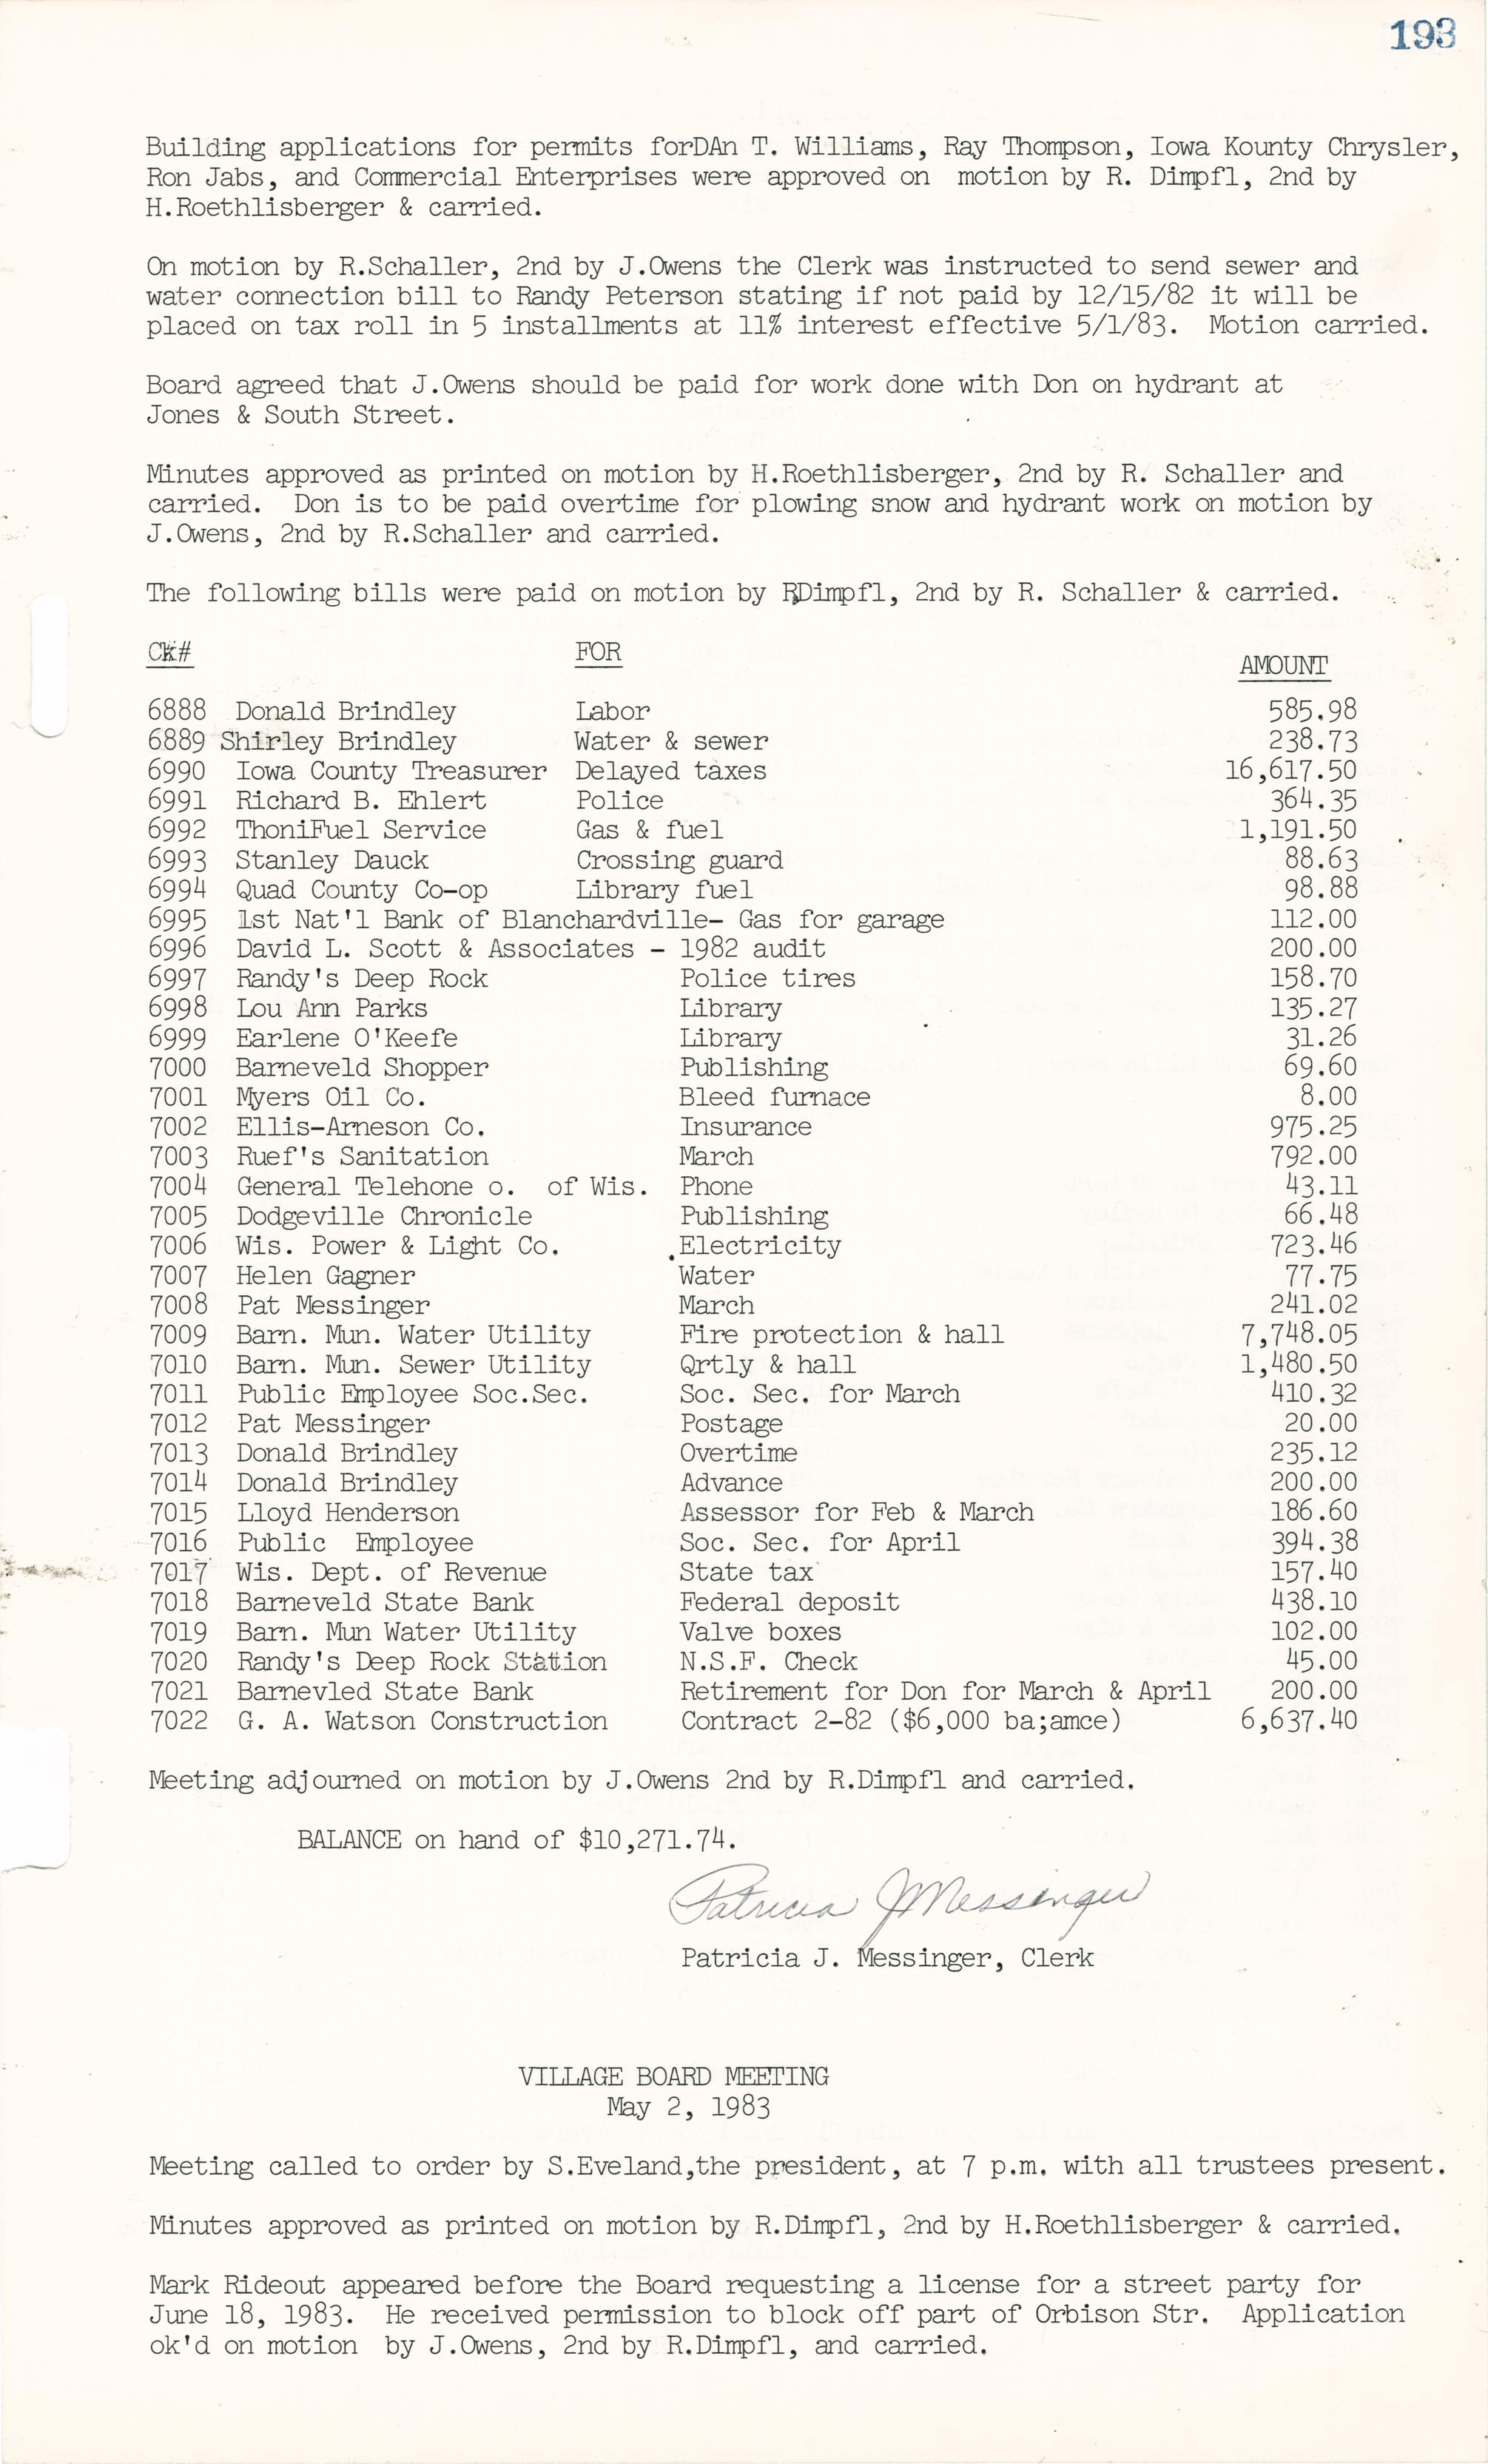 193
Building applications for permits forDAn T. Williams, Ray Thompson, Iowa Kounty Chrysler,
Ron Jabs, and Commercial Enterprises were approved on motion by R. Dimpfl, 2nd by
H.Roethlisberger & carried.
On motion by R.Schaller, 2nd by J.Owens the Clerk was instructed to send sewer and
water connection bill to Randy Peterson stating if not paid by 12/15/82 it will be
placed on tax roll in 5 installments at 11% interest effective 5/1/83. Motion carried.
Board agreed that J.Owens should be paid for work done with Don on hydrant at
Jones & South Street.
Minutes approved as printed on motion by H.Roethlisberger, 2nd by R. Schaller and
carried. Don is to be paid overtime for plowing snow and hydrant work on motion by
J.Owens, 2nd by R.Schaller and carried.
The following bills were paid on motion by R.Dimpfl, 2nd by R. Schaller & carried.
CK# FOR AMOUNT
6888 Donald Brindley Labor 585.98
6889 Shirley Brindley Water & sewer 238.73
6990 Iowa County Treasurer Delayed taxes 16,617.50
6991 Richard B. Ehlert Police 364.35
6992 ThoniFuel Service Gas & fuel 1,191.50
6993 Stanley Dauck Crossing guard 88.63
6994 Quad County Co-op Library fuel 98.88
6995 1st Nat'l Bank of Blanchardville- Gas for garage 112.00
6996 David L. Scott & Associates - 1982 audit 200.00
6997 Randy's Deep Rock Police tires 158.70
6998 Lou Ann Parks Library 135.27
6999 Earlene O'Keefe Library 31.26
7000 Barneveld Shopper Publishing 69.60
7001 Myers Oil Co. Bleed furnace 8.00
7002 Ellis-Arneson Co. Insurance 975.25
7003 Ruef's Sanitation March 792.00
7004 General Telehone o. of Wis. Phone 43.11
7005 Dodgeville Chronicle Publishing 66.48
7006 Wis. Power & Light Co. Electricity 723.46
7007 Helen Gagner Water 77.75
7008 Pat Messinger March 241.02
7009 Barn. Mun. Water Utility Fire protection & hall 7,748.05
7010 Barn. Mun. Sewer Utility Qrtly & hall 1,480.50
7011 Public Employee Soc.Sec. Soc. Sec. for March 410.32
7012 Pat Messinger Postage 20.00
7013 Donald Brindley Overtime 235.12
7014 Donald Brindley Advance 200.00
7015 Lloyd Henderson Assessor for Feb & March 186.60
7016 Public Employee Soc. Sec. for April 394.38
7017 Wis. Dept. of Revenue State tax 157.40
7018 Barneveld State Bank Federal deposit 438.10
7019 Barn. Mun Water Utility Valve boxes 102.00
7020 Randy's Deep Rock Station N.S.F. Check 45.00
7021 Barnevled State Bank Retirement for Don for March & April 200.00
7022 G. A. Watson Construction Contract 2-82 ($6,000 ba;amce) 6,637.40
Meeting adjourned on motion by J.Owens 2nd by R.Dimpfl and carried.
BALANCE on hand of $10,271.74.
Patricia J Messinger
Patricia J. Messinger, Clerk
VILLAGE BOARD MEETING
May 2, 1983
Meeting called to order by S.Eveland,the president, at 7 p.m. with all trustees present.
Minutes approved as printed on motion by R.Dimpfl, 2nd by H.Roethlisberger & carried.
Mark Rideout appeared before the Board requesting a license for a street party for
June 18, 1983. He received permission to block off part of Orbison Str. Application
ok'd on motion by J.Owens, 2nd by R.Dimpfl, and carried.